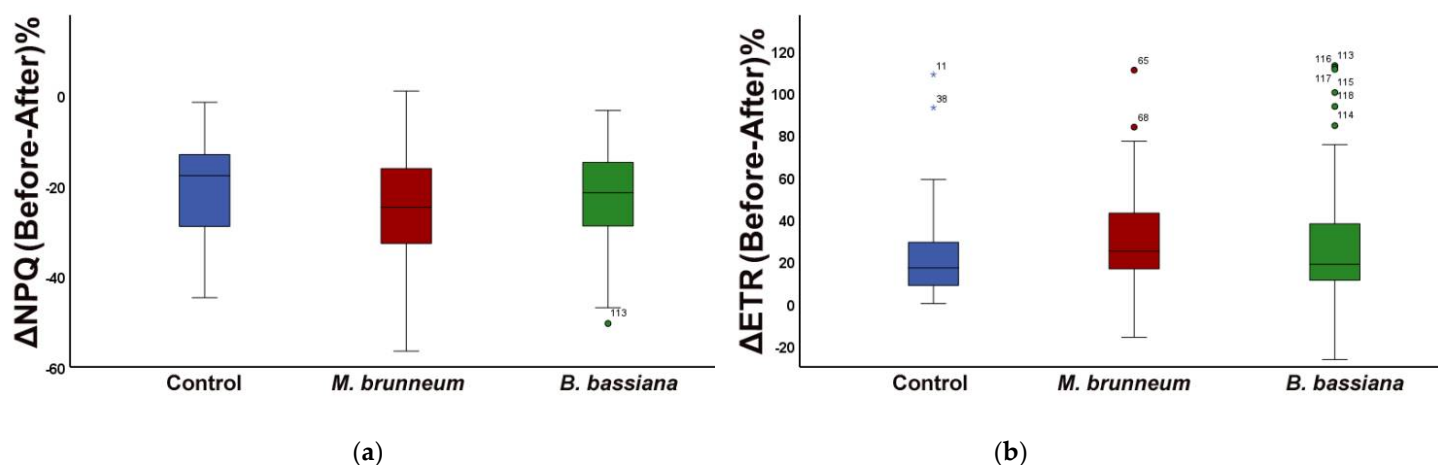 ΔNPQ (Before-After)%
0
-20
-40
-60
113
Control
M. brunneum
B. bassiana
(a)
ΔETR (Before-After)%
120
100
80
60
40
20
0
-20
11
38
65
68
116
113
117
115
118
114
Control
M. brunneum
B. bassiana
(b)